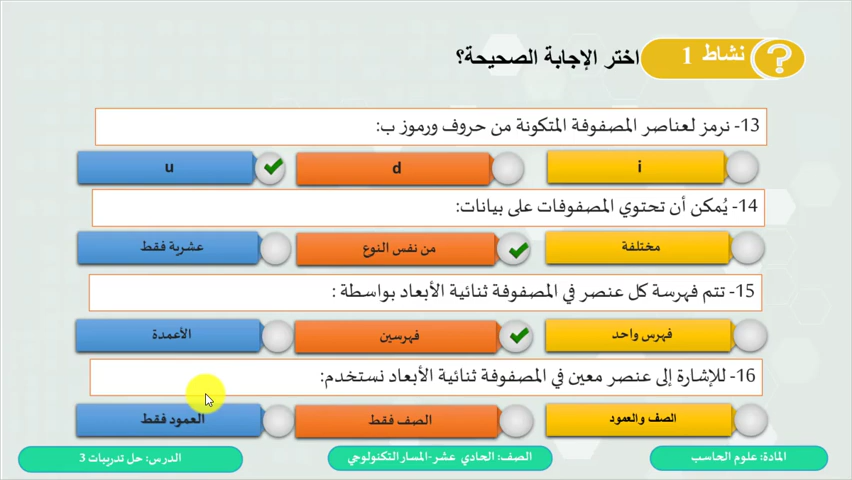 نشاط 1
اختر الإجابة الصحيحة؟
13- نرمز لعناصر المصفوفة المتكونة من حروف ورموز ب:
i
d
u
14- يُمكن أن تحتوي المصفوفات على بيانات:
مختلفة
من نفس النوع
عشرية فقط
15- تتم فهرسة كل عنصر في المصفوفة ثنائية الأبعاد بواسطة :
فهرس واحد
فهرسين
الأعمدة
16- للإشارة إلى عنصر معين في المصفوفة ثنائية الأبعاد نستخدم:
الصف والعمود
الصف فقط
العمود فقط
المادة: علوم الحاسب
الصف: الحادي عشر-المسار التكنولوجي
الدرس: حل تدريبات 3